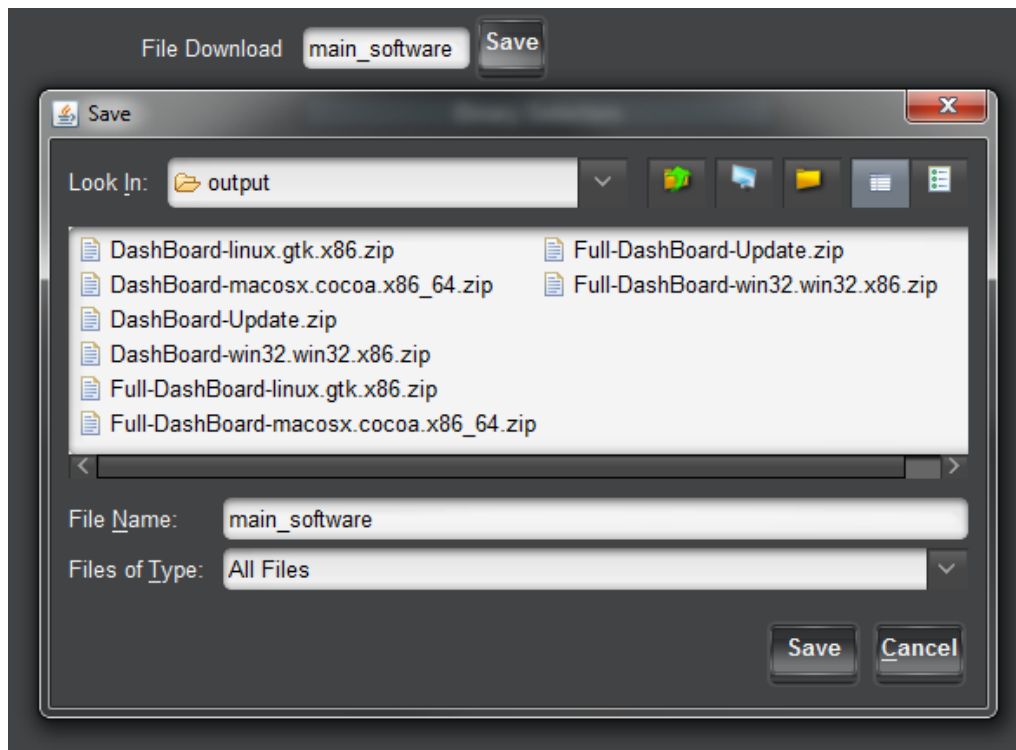 File Download main_software Save
Save
Look In: output
DashBoard-linux.gtk.x86.zip
DashBoard-macosx.cocoa.x86_64.zip
DashBoard-Update.zip
DashBoard-win32.win32.x86.zip
Full-DashBoard-linux.gtk.x86.zip
Full-DashBoard-macosx.cocoa.x86_64.zip
Full-DashBoard-Update.zip
Full-DashBoard-win32.win32.x86.zip
File Name: main_software
Files of Type: All Files
Save Cancel